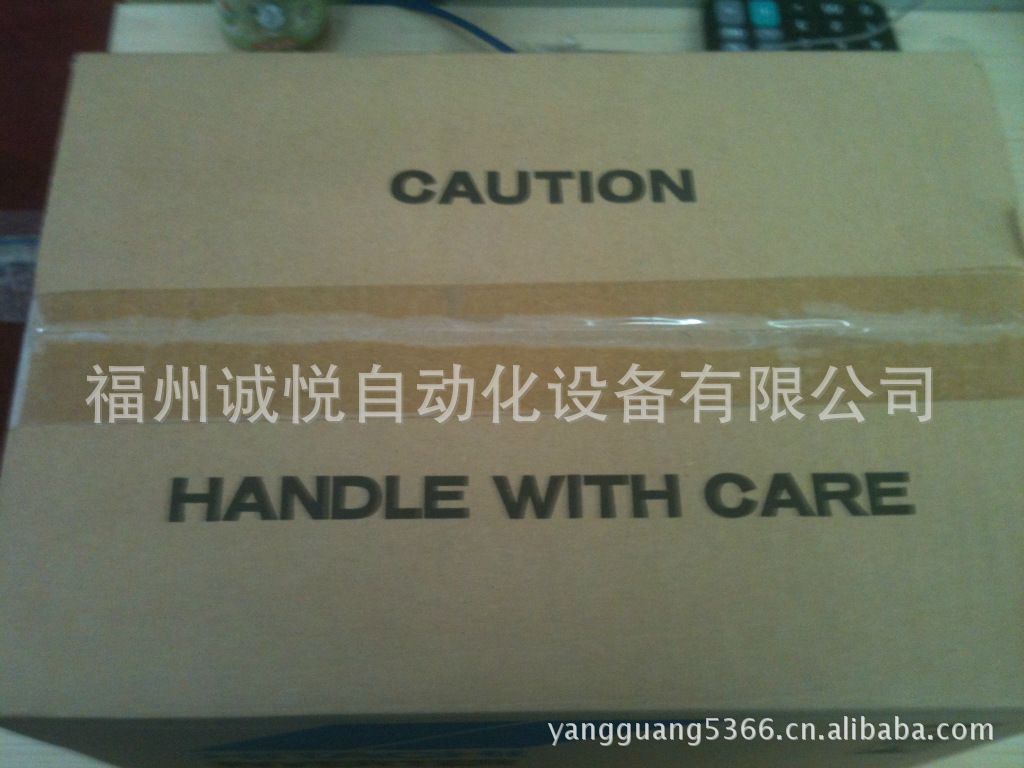 CAUTION
福州诚悦自动化设备有限公司
HANDLE WITH CARE
yangguang5366.cn.alibaba.com